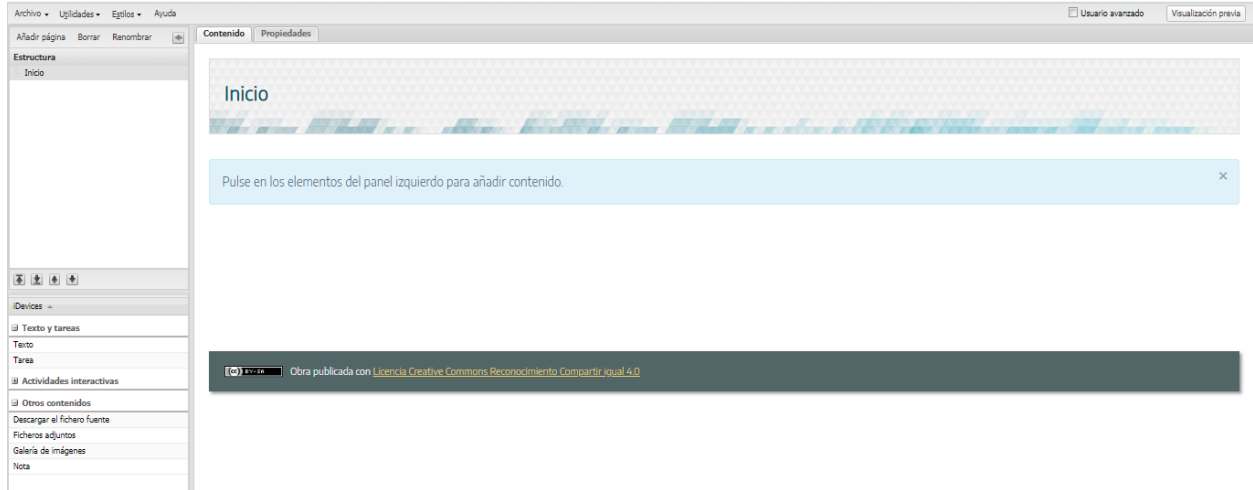 Archivo Utilidades Estilos Ayuda
Usuario avanzado Visualización previa
Añadir página Borrar Renombrar
Contenido Propiedades
Estructura
Inicio
Inicio
Pulse en los elementos del panel izquierdo para añadir contenido.
iDevices
Texto y tareas
Texto
Tarea
Actividades interactivas
Otros contenidos
Descargar el fichero fuente
Ficheros adjuntos
Galería de imágenes
Nota
(cc) BY-SA Obra publicada con Licencia Creative Commons Reconocimiento Compartir igual 4.0